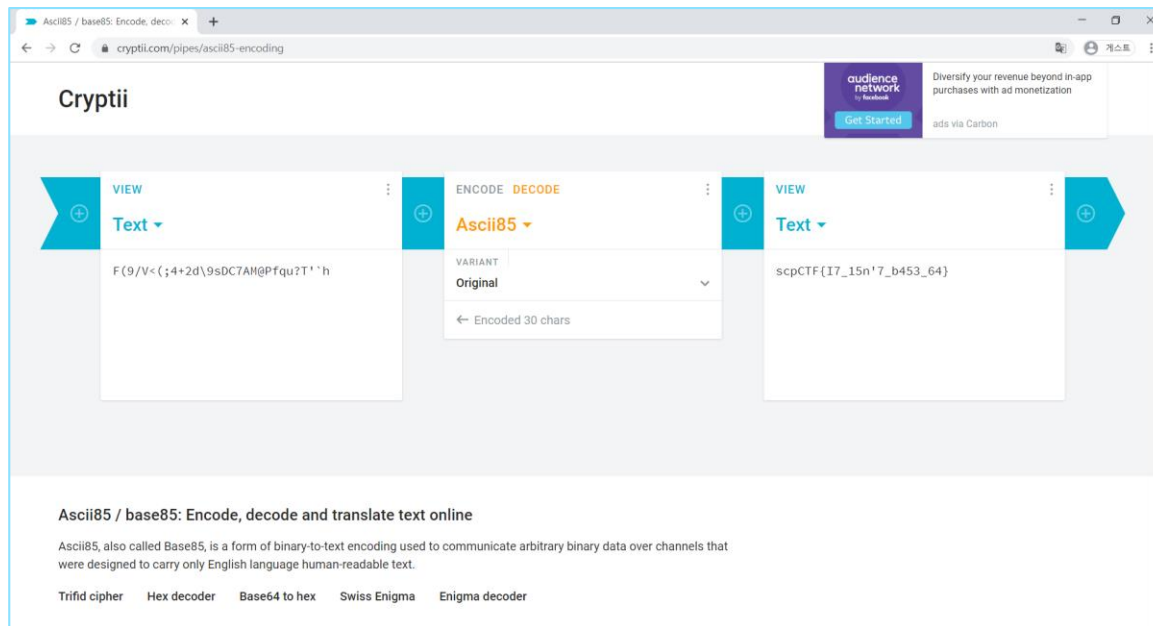 Ascii85 / base85: Encode, deco
cryptii.com/pipes/ascii85-encoding
게스트
Cryptii
audience
network
by facebook
Get Started
Diversify your revenue beyond in-app
purchases with ad monetization
ads via Carbon
VIEW
Text
F(9/V<(;4+2d\9sDC7AM@Pfqu?T'`h
ENCODE DECODE
Ascii85
VARIANT
Original
← Encoded 30 chars
VIEW
Text
scpCTF{I7_15n'7_b453_64}
Ascii85 / base85: Encode, decode and translate text online
Ascii85, also called Base85, is a form of binary-to-text encoding used to communicate arbitrary binary data over channels that
were designed to carry only English language human-readable text.
Trifid cipher Hex decoder Base64 to hex Swiss Enigma Enigma decoder